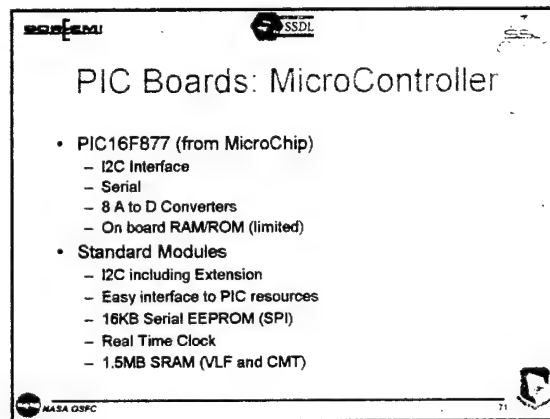 SSDL
PIC Boards: MicroController
• PIC16F877 (from MicroChip)
– I2C Interface
– Serial
– 8 A to D Converters
– On board RAM/ROM (limited)
• Standard Modules
– I2C including Extension
– Easy interface to PIC resources
– 16KB Serial EEPROM (SPI)
– Real Time Clock
– 1.5MB SRAM (VLF and CMT)
NASA GSFC
71